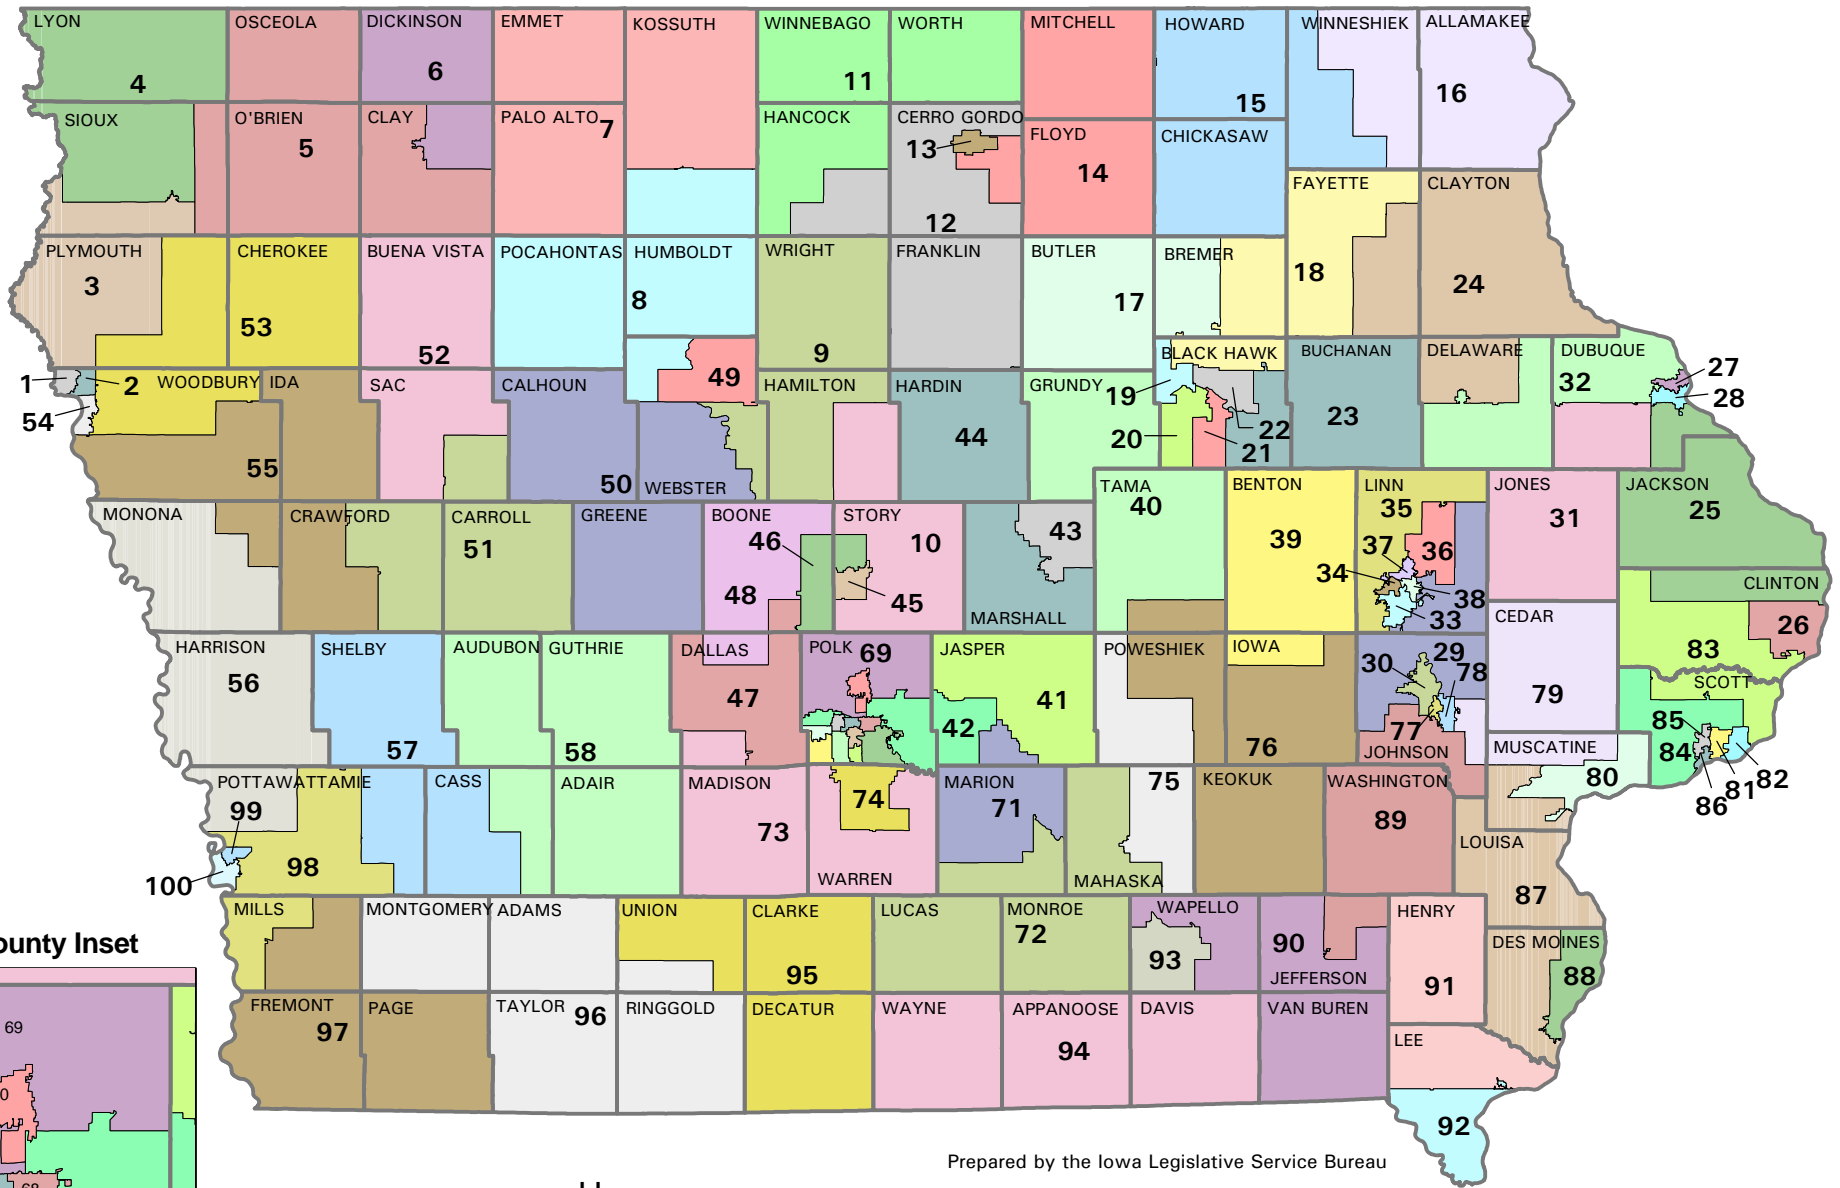 LYON
OSCEOLA
DICKINSON
EMMET
KOSSUTH
WINNEBAGO
WORTH
MITCHELL
HOWARD
WINNESHIEK
ALLAMAKEE
4
6
11
15
16
SIOUX
O'BRIEN
CLAY
PALO ALTO
7
HANCOCK
CERRO GORDO
FLOYD
CHICKASAW
5
13
14
12
FAYETTE
CLAYTON
PLYMOUTH
CHEROKEE
BUENA VISTA
POCAHONTAS
HUMBOLDT
WRIGHT
FRANKLIN
BUTLER
BREMER
3
53
52
8
9
17
18
24
1
2
54
WOODBURY
IDA
SAC
CALHOUN
49
HAMILTON
HARDIN
GRUNDY
BLACK HAWK
BUCHANAN
DELAWARE
DUBUQUE
19
20
21
22
23
32
27
28
55
50
WEBSTER
44
MONONA
CRAWFORD
CARROLL
GREENE
BOONE
STORY
43
TAMA
BENTON
LINN
JONES
JACKSON
51
46
48
10
45
MARSHALL
40
39
35
37
36
34
38
33
31
25
CLINTON
26
83
HARRISON
SHELBY
AUDUBON
GUTHRIE
DALLAS
POLK
69
JASPER
POWESHIEK
IOWA
30
29
78
CEDAR
SCOTT
56
57
58
47
42
41
76
77
JOHNSON
79
85
84
86
81
82
MUSCATINE
80
POTTAWATTAMIE
CASS
ADAIR
MADISON
74
MARION
75
KEOKUK
WASHINGTON
99
98
100
73
WARREN
71
MAHASKA
89
LOUISA
87
MILLS
MONTGOMERY
ADAMS
UNION
CLARKE
LUCAS
MONROE
WAPELLO
HENRY
DES MOINES
95
72
93
90
JEFFERSON
91
88
FREMONT
97
PAGE
TAYLOR
96
RINGGOLD
DECATUR
WAYNE
APPANOOSE
94
DAVIS
VAN BUREN
LEE
92
ounty Inset
69
0
68
Prepared by the Iowa Legislative Service Bureau